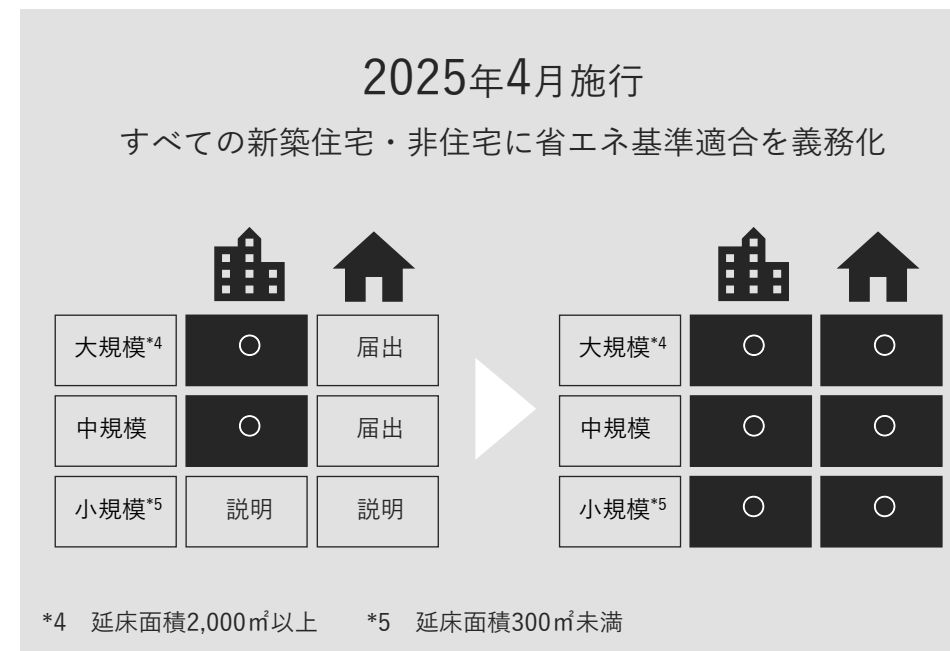 2025年4月施行
すべての新築住宅・非住宅に省エネ基準適合を義務化
大規模*4 〇 届出 大規模*4 〇 〇
中規模 〇 届出 中規模 〇 〇
小規模*5 説明 説明 小規模*5 〇 〇
*4 延床面積2,000㎡以上 *5 延床面積300㎡未満